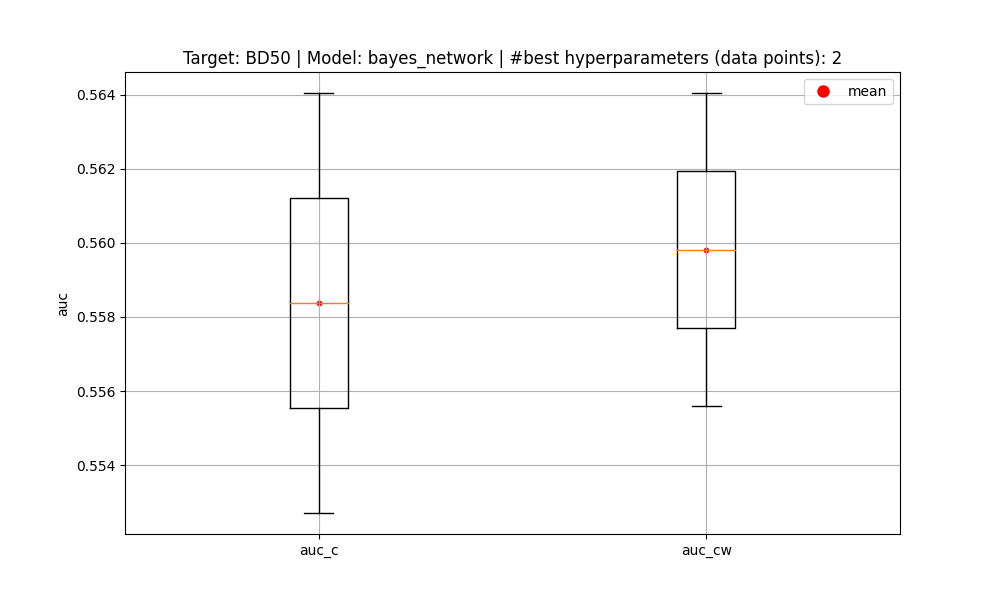 Target: BD50 | Model: bayes_network | #best hyperparameters (data points): 2
mean
0.564
0.562
0.560
0.558
0.556
0.554
auc
auc_c
auc_cw